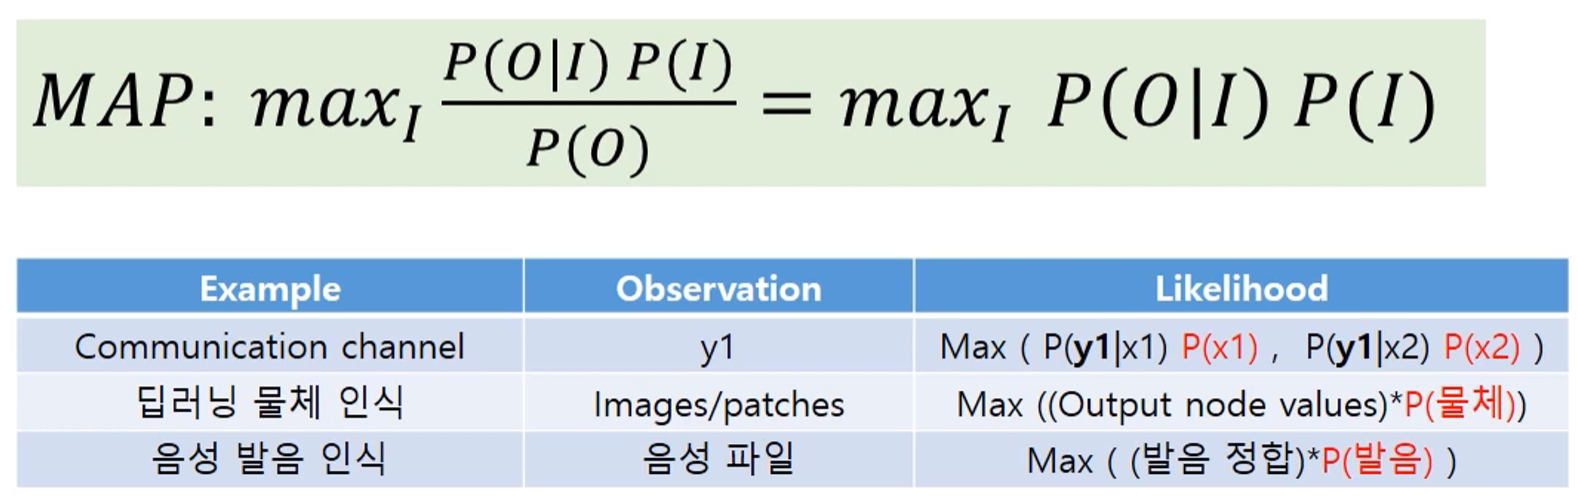 MAP: max_I P(O|I) P(I) / P(O) = max_I P(O|I) P(I)
Example Observation Likelihood
Communication channel y1 Max ( P(y1|x1) P(x1) , P(y1|x2) P(x2) )
딥러닝 물체 인식 Images/patches Max ((Output node values)*P(물체))
음성 발음 인식 음성 파일 Max ( (발음 정합)*P(발음) )